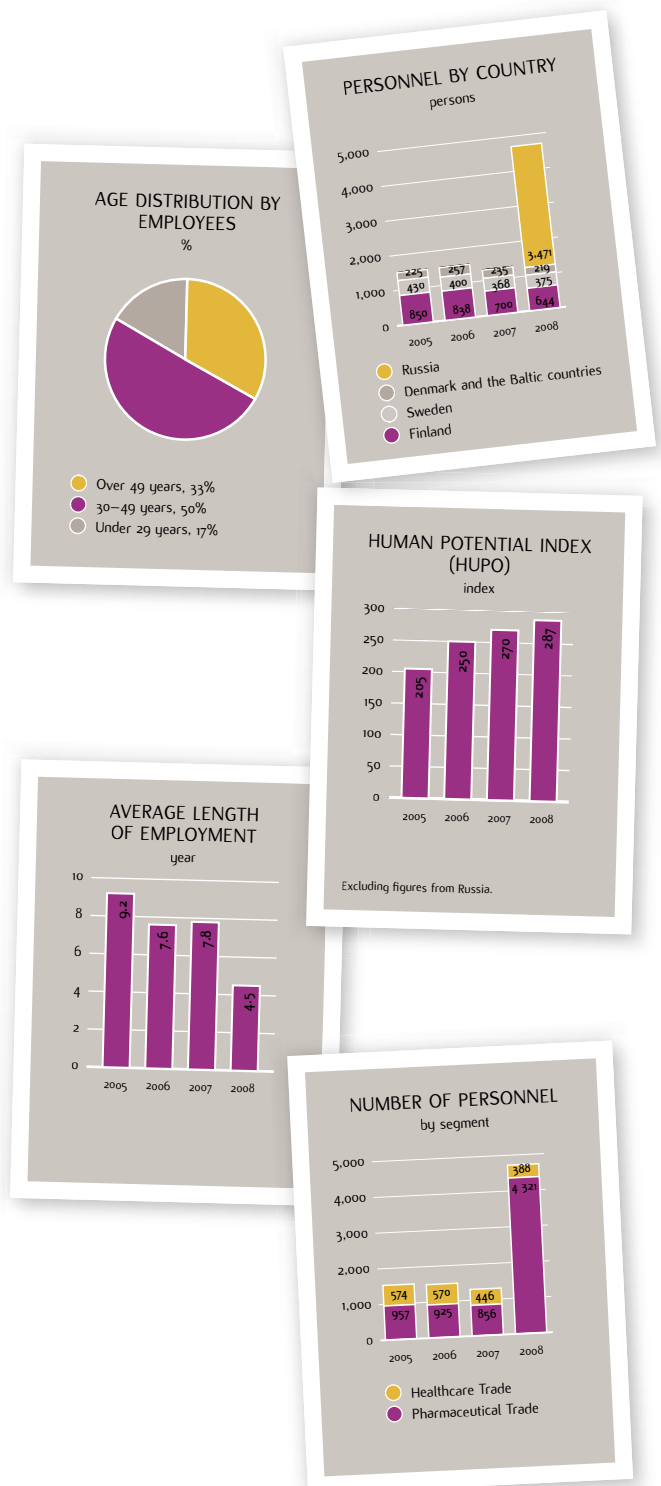 PERSONNEL BY COUNTRY
persons
5,000
4,000
3,000
2,000
1,000
0
225
430
850
257
400
838
235
368
700
3,471
219
375
644
2005 2006 2007 2008
Russia
Denmark and the Baltic countries
Sweden
Finland
AGE DISTRIBUTION BY
EMPLOYEES
%
Over 49 years, 33%
30–49 years, 50%
Under 29 years, 17%
HUMAN POTENTIAL INDEX
(HUPO)
index
300
250
200
150
100
50
0
205 250 270 287
2005 2006 2007 2008
Excluding figures from Russia.
AVERAGE LENGTH
OF EMPLOYMENT
year
10
8
6
4
2
0
9.2 7.6 7.8 4.5
2005 2006 2007 2008
NUMBER OF PERSONNEL
by segment
5,000
4,000
3,000
2,000
1,000
0
574
957
570
925
446
856
388
4 321
2005 2006 2007 2008
Healthcare Trade
Pharmaceutical Trade